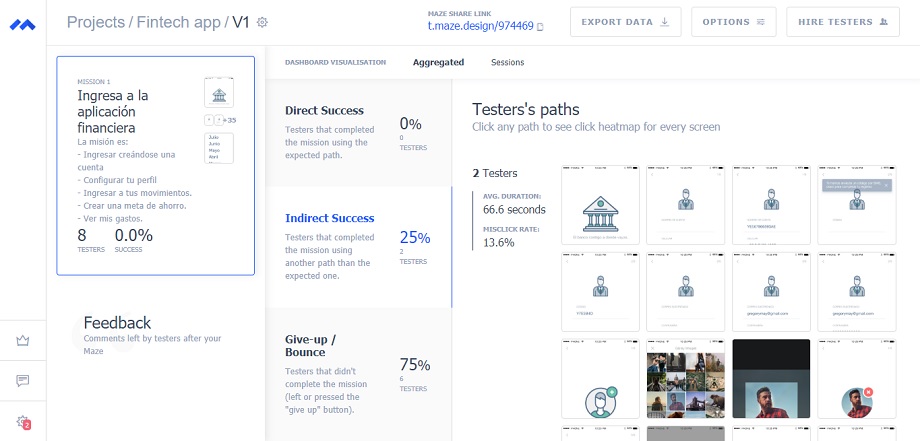 Projects / Fintech app / V1
MAZE SHARE LINK
t.maze.design/974469
EXPORT DATA
OPTIONS
HIRE TESTERS
MISSION 1
Ingresa a la
aplicación
financiera
La misión es:
- Ingresar creándose una
cuenta
- Configurar tu perfil
- Ingresar a tus movimientos.
- Crear una meta de ahorro.
- Ver mis gastos.
+35
Julio
Junio
Mayo
Abril
8
TESTERS
0.0%
SUCCESS
Feedback
Comments left by testers after your
Maze
2
DASHBOARD VISUALISATION
Aggregated
Sessions
Direct Success
Testers that completed
the mission using the
expected path.
0%
0
TESTERS
Indirect Success
Testers that completed
the mission using
another path than the
expected one.
25%
2
TESTERS
Give-up /
Bounce
Testers that didn't
complete the mission
(left or pressed the
"give up" button).
75%
6
TESTERS
Testers's paths
Click any path to see click heatmap for every screen
2 Testers
AVG. DURATION:
66.6 seconds
MISCLICK RATE:
13.6%